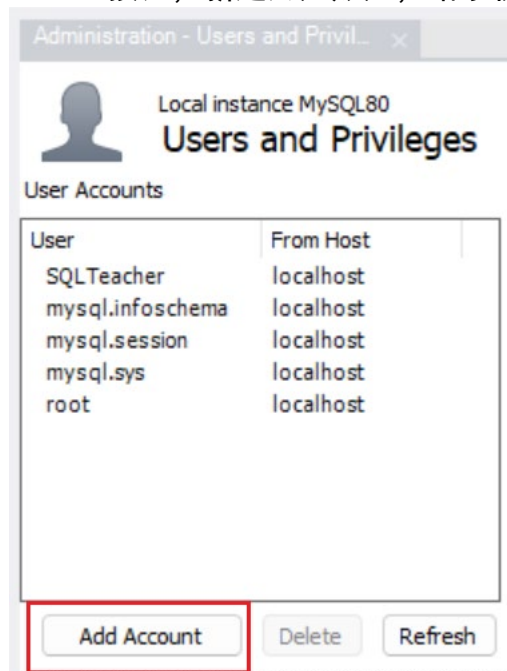 Administration - Users and Privil...
Local instance MySQL80
Users and Privileges
User Accounts
User From Host
SQLTeacher localhost
mysql.infoschema localhost
mysql.session localhost
mysql.sys localhost
root localhost
Add Account Delete Refresh